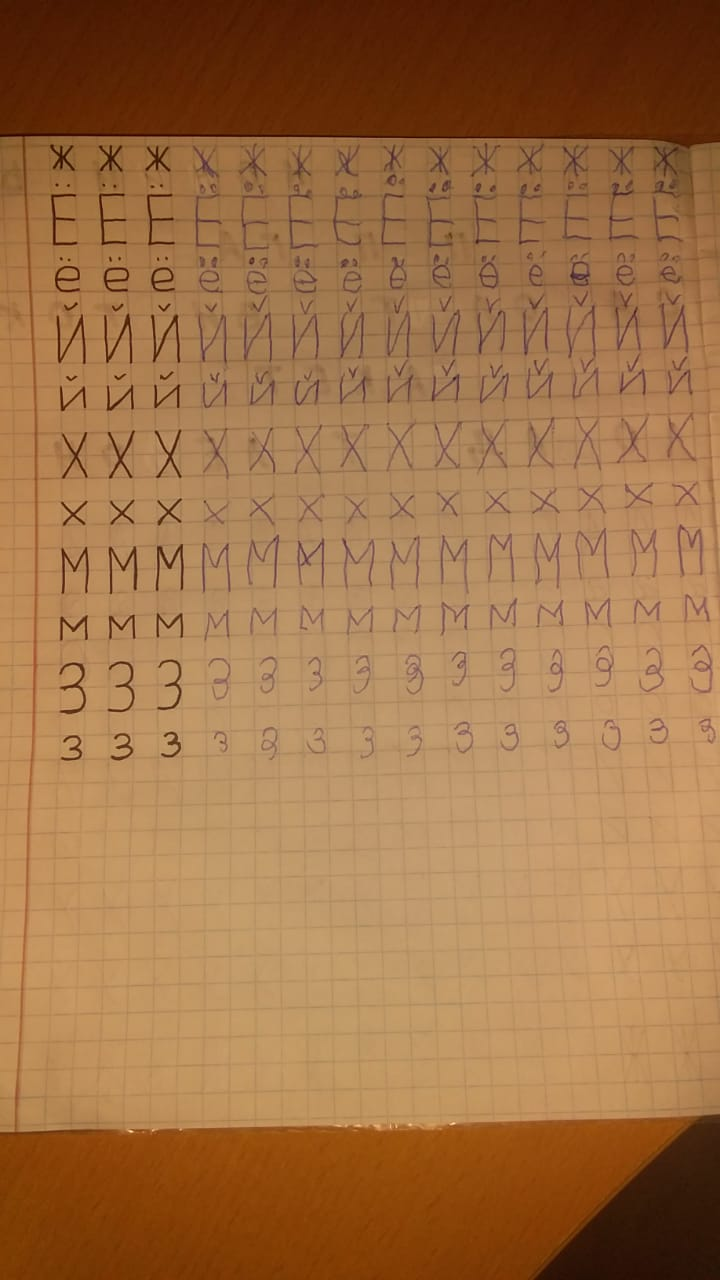 ж ж ж ж ж ж ж ж ж ж ж ж ж ж
Ё Ё Ё Ё Ё Ё Ё Ё Ё Ё Ё Ё Ё Ё
ё ё ё ё ё ё ё ё ё ё ё ё ё ё
Й Й Й Й Й Й Й Й Й Й Й Й Й Й
й й й й й й й й й й й й й й
Х Х Х Х Х Х Х Х Х Х Х Х Х Х
х х х х х х х х х х х х х х
М М М М М М М М М М М М М М
м м м м м м м м м м м м м м
З З З З З З З З З З З З З З
з з з з з з з з з з з з з з